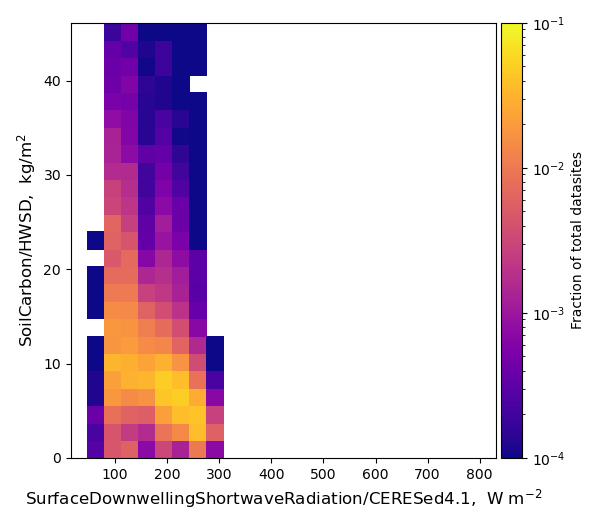 SoilCarbon/HWSD, kg/m²
40
30
20
10
0
100 200 300 400 500 600 700 800
SurfaceDownwellingShortwaveRadiation/CERESed4.1, W m⁻²
10⁻¹
10⁻²
10⁻³
10⁻⁴
Fraction of total datasites